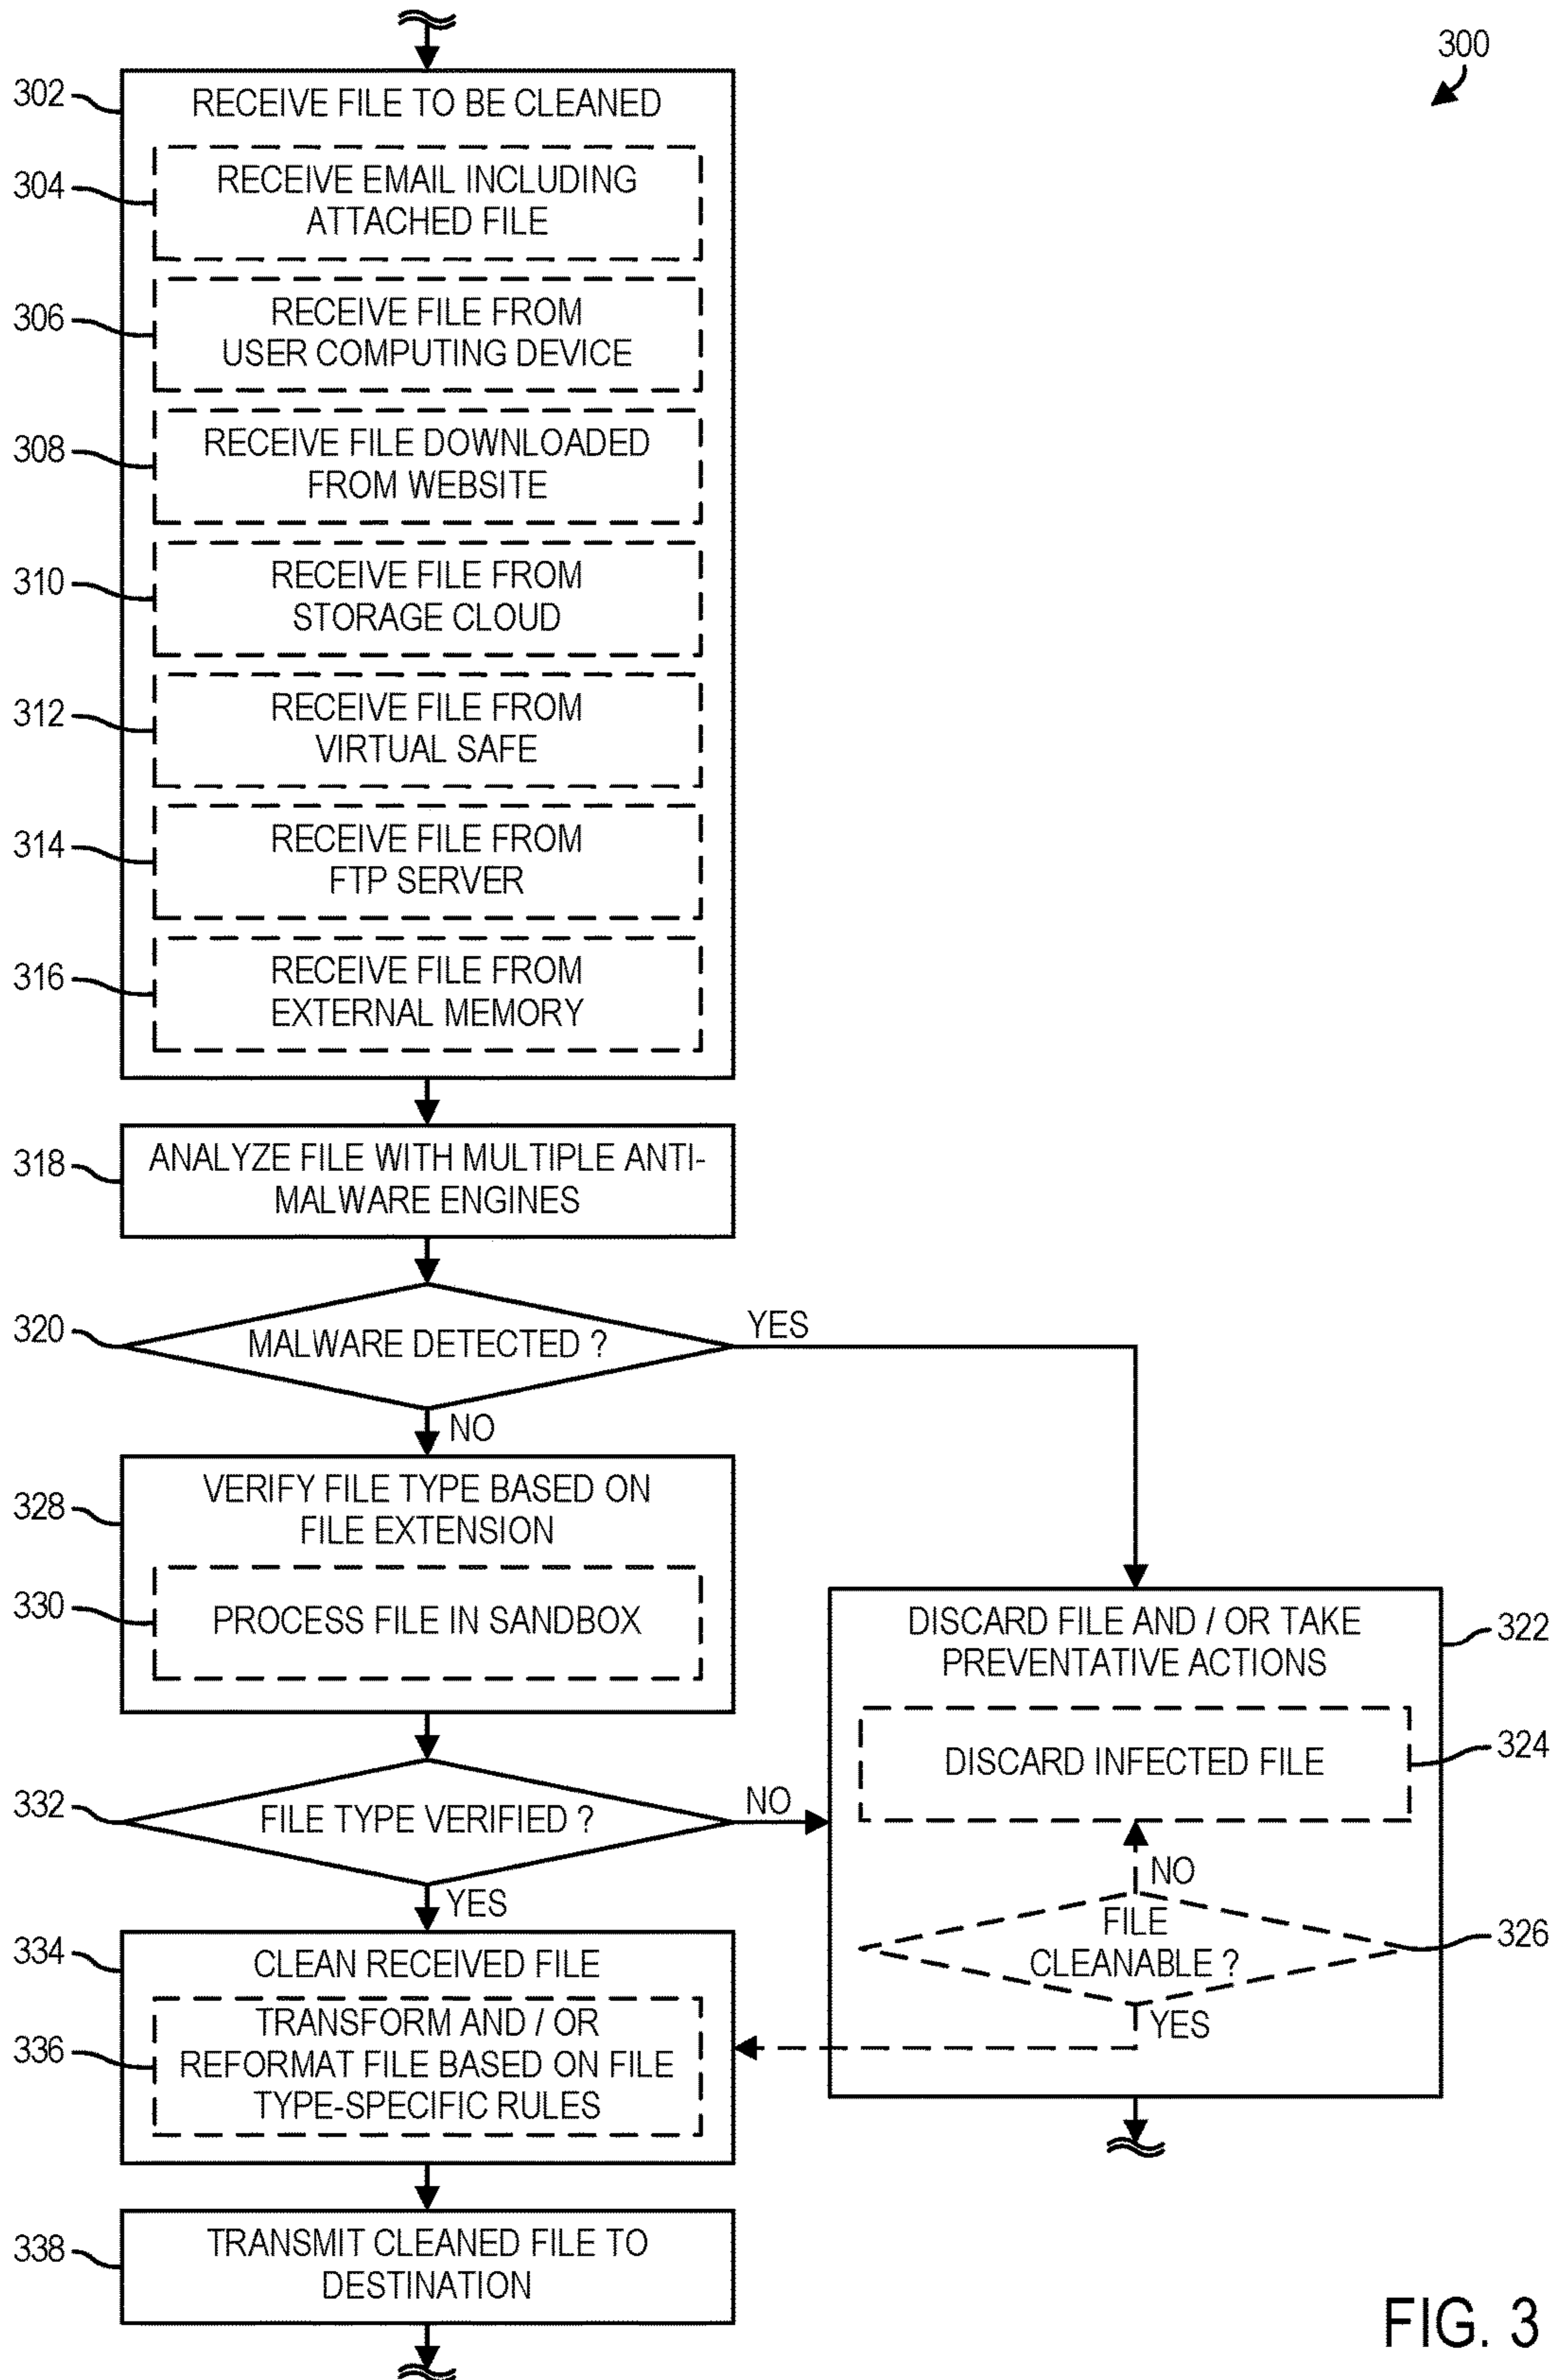 300
302
RECEIVE FILE TO BE CLEANED
304
RECEIVE EMAIL INCLUDING
ATTACHED FILE
306
RECEIVE FILE FROM
USER COMPUTING DEVICE
308
RECEIVE FILE DOWNLOADED
FROM WEBSITE
310
RECEIVE FILE FROM
STORAGE CLOUD
312
RECEIVE FILE FROM
VIRTUAL SAFE
314
RECEIVE FILE FROM
FTP SERVER
316
RECEIVE FILE FROM
EXTERNAL MEMORY
318
ANALYZE FILE WITH MULTIPLE ANTI-
MALWARE ENGINES
320
MALWARE DETECTED ?
YES
NO
328
VERIFY FILE TYPE BASED ON
FILE EXTENSION
330
PROCESS FILE IN SANDBOX
332
FILE TYPE VERIFIED ?
NO
YES
322
DISCARD FILE AND / OR TAKE
PREVENTATIVE ACTIONS
324
DISCARD INFECTED FILE
NO
326
FILE
CLEANABLE ?
YES
334
CLEAN RECEIVED FILE
336
TRANSFORM AND / OR
REFORMAT FILE BASED ON FILE
TYPE-SPECIFIC RULES
338
TRANSMIT CLEANED FILE TO
DESTINATION
FIG. 3